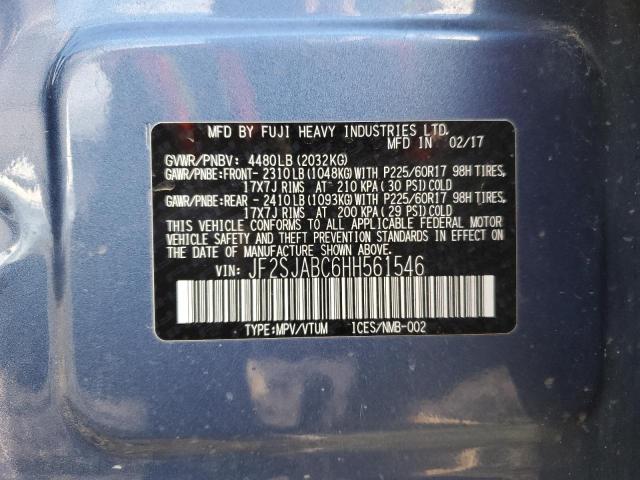 MFD BY FUJI HEAVY INDUSTRIES LTD.
MFD IN 02/17
GVWR/PNBV: 4480LB (2032KG)
GAWR/PNBE:FRONT- 2310LB(1048KG)WITH P225/60R17 98H TIRES,
17X7J RIMS AT 210 KPA ( 30 PSI) COLD
GAWR/PNBE:REAR - 2410LB(1093KG)WITH P225/60R17 98H TIRES,
17X7J RIMS AT 200 KPA ( 29 PSI) COLD
THIS VEHICLE CONFORMS TO ALL APPLICABLE FEDERAL MOTOR
VEHICLE SAFETY AND THEFT PREVENTION STANDARDS IN EFFECT
ON THE DATE OF MANUFACTURE SHOWN ABOVE.
VIN: JF2SJABC6HH561546
TYPE:MPV/VTUM ICES/NMB-002